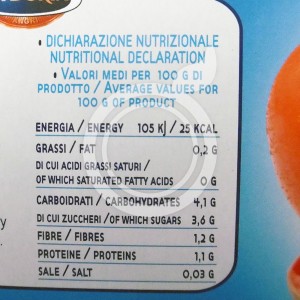 • DICHIARAZIONE NUTRIZIONALE
NUTRITIONAL DECLARATION
• VALORI MEDI PER 100 G DI
PRODOTTO / AVERAGE VALUES FOR
100 G OF PRODUCT
ENERGIA / ENERGY 105 KJ / 25 KCAL
GRASSI / FAT 0,2 G
DI CUI ACIDI GRASSI SATURI /
OF WHICH SATURATED FATTY ACIDS 0 G
CARBOIDRATI / CARBOHYDRATES 4,1 G
DI CUI ZUCCHERI / OF WHICH SUGARS 3,6 G
FIBRE / FIBRES 1,2 G
PROTEINE / PROTEINS 1,1 G
SALE / SALT 0,03 G